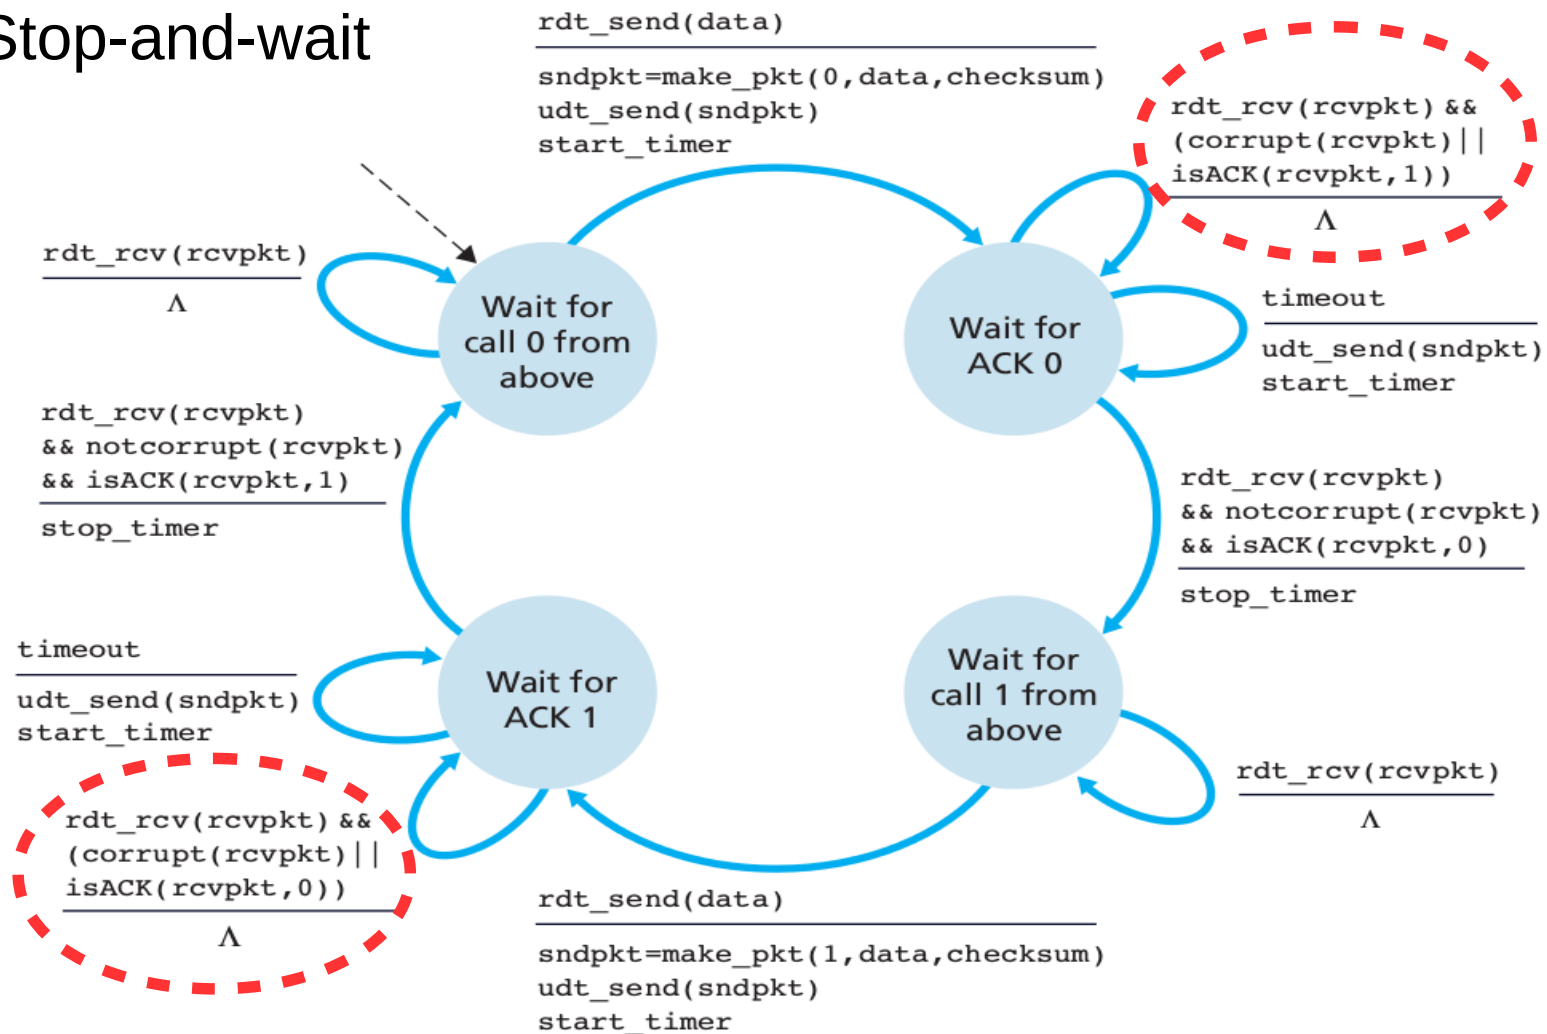 Stop-and-wait
rdt_send(data)
sndpkt=make_pkt(0,data,checksum)
udt_send(sndpkt)
start_timer
rdt_rcv(rcvpkt) &&
(corrupt(rcvpkt)||
isACK(rcvpkt,1))
Λ
rdt_rcv(rcvpkt)
Λ
Wait for
call 0 from
above
Wait for
ACK 0
timeout
udt_send(sndpkt)
start_timer
rdt_rcv(rcvpkt)
&& notcorrupt(rcvpkt)
&& isACK(rcvpkt,1)
stop_timer
rdt_rcv(rcvpkt)
&& notcorrupt(rcvpkt)
&& isACK(rcvpkt,0)
stop_timer
timeout
udt_send(sndpkt)
start_timer
Wait for
ACK 1
Wait for
call 1 from
above
rdt_rcv(rcvpkt)
Λ
rdt_rcv(rcvpkt) &&
(corrupt(rcvpkt)||
isACK(rcvpkt,0))
Λ
rdt_send(data)
sndpkt=make_pkt(1,data,checksum)
udt_send(sndpkt)
start_timer